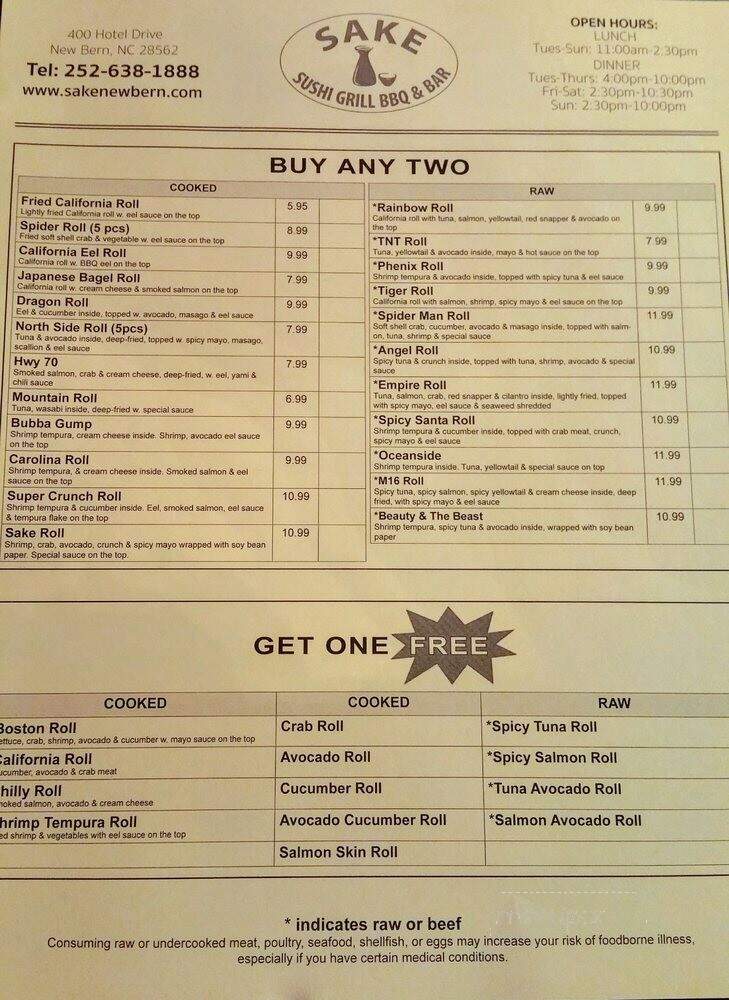 400 Hotel Drive
New Bern, NC 28562
Tel: 252-638-1888
www.sakenewbern.com
SAKE
SUSHI GRILL BBQ & BAR
OPEN HOURS:
LUNCH
Tues-Sun: 11:00am-2:30pm
DINNER
Tues-Thurs: 4:00pm-10:00pm
Fri-Sat: 2:30pm-10:30pm
Sun: 2:30pm-10:00pm
BUY ANY TWO
COOKED
Fried California Roll 5.95
Lightly fried California roll w. eel sauce on the top
Spider Roll (5 pcs) 8.99
Fried soft shell crab & vegetable w. eel sauce on the top
California Eel Roll 9.99
California roll w. BBQ eel on the top
Japanese Bagel Roll 7.99
California roll w. cream cheese & smoked salmon on the top
Dragon Roll 9.99
Eel & cucumber inside, topped w. avocado, masago & eel sauce
North Side Roll (5pcs) 7.99
Tuna & avocado inside, deep-fried, topped w. spicy mayo, masago,
scallion & eel sauce
Hwy 70 7.99
Smoked salmon, crab & cream cheese, deep-fried, w. eel, yami &
chili sauce
Mountain Roll 6.99
Tuna, wasabi inside, deep-fried w. special sauce
Bubba Gump 9.99
Shrimp tempura, cream cheese inside. Shrimp, avocado eel sauce
on the top
Carolina Roll 9.99
Shrimp tempura, & cream cheese inside. Smoked salmon & eel
sauce on the top
Super Crunch Roll 10.99
Shrimp tempura & cucumber inside. Eel, smoked salmon, eel sauce
& tempura flake on the top
Sake Roll 10.99
Shrimp, crab, avocado, crunch & spicy mayo wrapped with soy bean
paper. Special sauce on the top.
RAW
*Rainbow Roll 9.99
California roll with tuna, salmon, yellowtail, red snapper & avocado on
the top
*TNT Roll 7.99
Tuna, yellowtail & avocado inside, mayo & hot sauce on the top
*Phenix Roll 9.99
Shrimp tempura & avocado inside, topped with spicy tuna & eel sauce
*Tiger Roll 9.99
California roll with salmon, shrimp, spicy mayo & eel sauce on the top
*Spider Man Roll 11.99
Soft shell crab, cucumber, avocado & masago inside, topped with salm-
on, tuna, shrimp & special sauce
*Angel Roll 10.99
Spicy tuna & crunch inside, topped with tuna, shrimp, avocado & special
sauce
*Empire Roll 11.99
Tuna, salmon, crab, red snapper & cilantro inside, lightly fried, topped
with spicy mayo, eel sauce & seaweed shredded
*Spicy Santa Roll 10.99
Shrimp tempura & cucumber inside, topped with crab meat, crunch,
spicy mayo & eel sauce
*Oceanside 11.99
Shrimp tempura inside. Tuna, yellowtail & special sauce on top
*M16 Roll 11.99
Spicy tuna, spicy salmon, spicy yellowtail & cream cheese inside, deep
fried, with spicy mayo & eel sauce
*Beauty & The Beast 10.99
Shrimp tempura, spicy tuna & avocado inside, wrapped with soy bean
paper
GET ONE FREE
COOKED
Boston Roll
ettuce, crab, shrimp, avocado & cucumber w. mayo sauce on the top
California Roll
ucumber, avocado & crab meat
hilly Roll
moked salmon, avocado & cream cheese
hrimp Tempura Roll
ed shrimp & vegetables with eel sauce on the top
COOKED
Crab Roll
Avocado Roll
Cucumber Roll
Avocado Cucumber Roll
Salmon Skin Roll
RAW
*Spicy Tuna Roll
*Spicy Salmon Roll
*Tuna Avocado Roll
*Salmon Avocado Roll
* indicates raw or beef
Consuming raw or undercooked meat, poultry, seafood, shellfish, or eggs may increase your risk of foodborne illness,
especially if you have certain medical conditions.